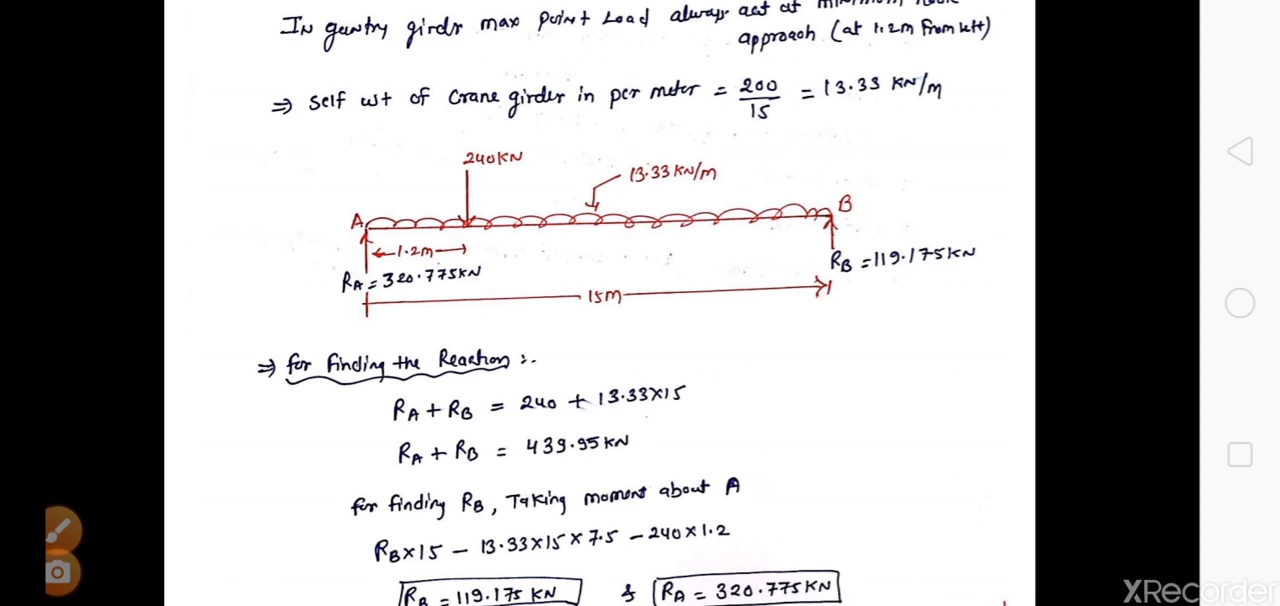 In gantry girdr max point Load always act at minimum hook
approach (at 1.2m from left)
⇒ Self wt of crane girder in per meter = 200/15 = 13.33 KN/m
240KN
13.33 KN/m
A
B
1.2m
RA = 320.775KN
RB = 119.175KN
15m
⇒ for finding the Reaction :-
RA + RB = 240 + 13.33×15
RA + RB = 439.95 KN
for finding RB, Taking moment about A
RB×15 - 13.33×15×7.5 - 240×1.2
RB = 119.175 KN & RA = 320.775KN
XRecorder